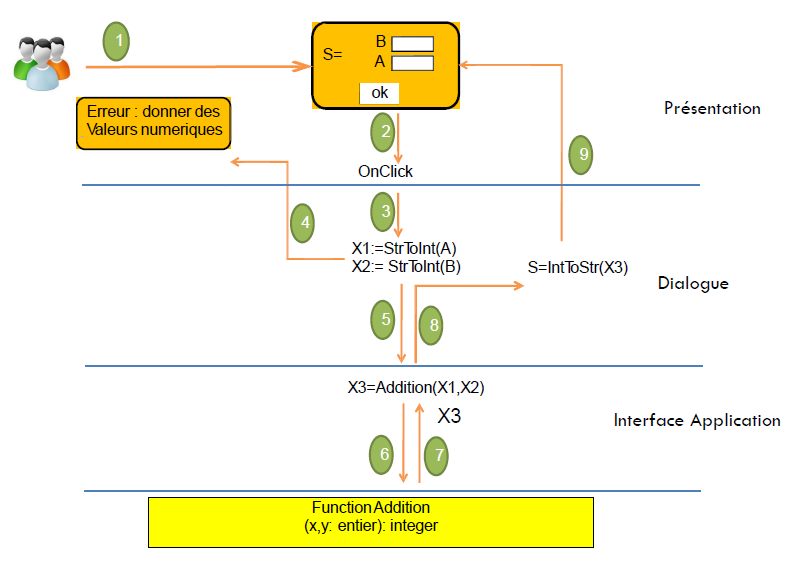 1
B
S=
A
ok
Erreur : donner des
Valeurs numeriques
Présentation
2
9
OnClick
3
4
X1:=StrToInt(A)
X2:= StrToInt(B)
S=IntToStr(X3)
Dialogue
5
8
X3=Addition(X1,X2)
X3
Interface Application
6
7
Function Addition
(x,y: entier): integer